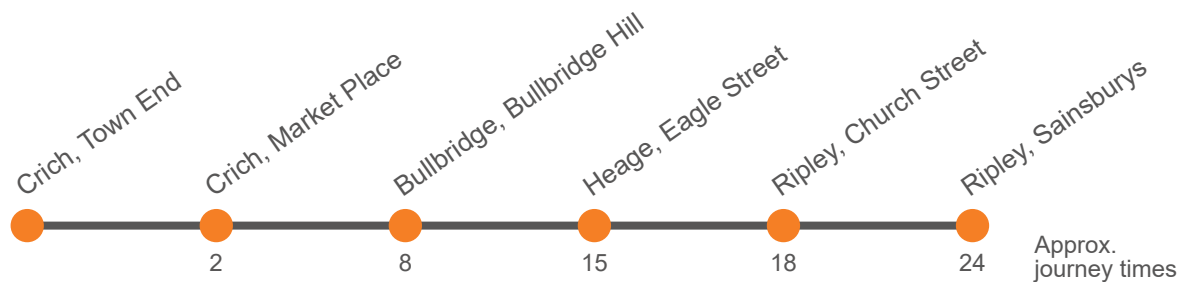 Crich, Town End
Crich, Market Place
Bullbridge, Bullbridge Hill
Heage, Eagle Street
Ripley, Church Street
Ripley, Sainsburys
2
8
15
18
24
Approx.
journey times